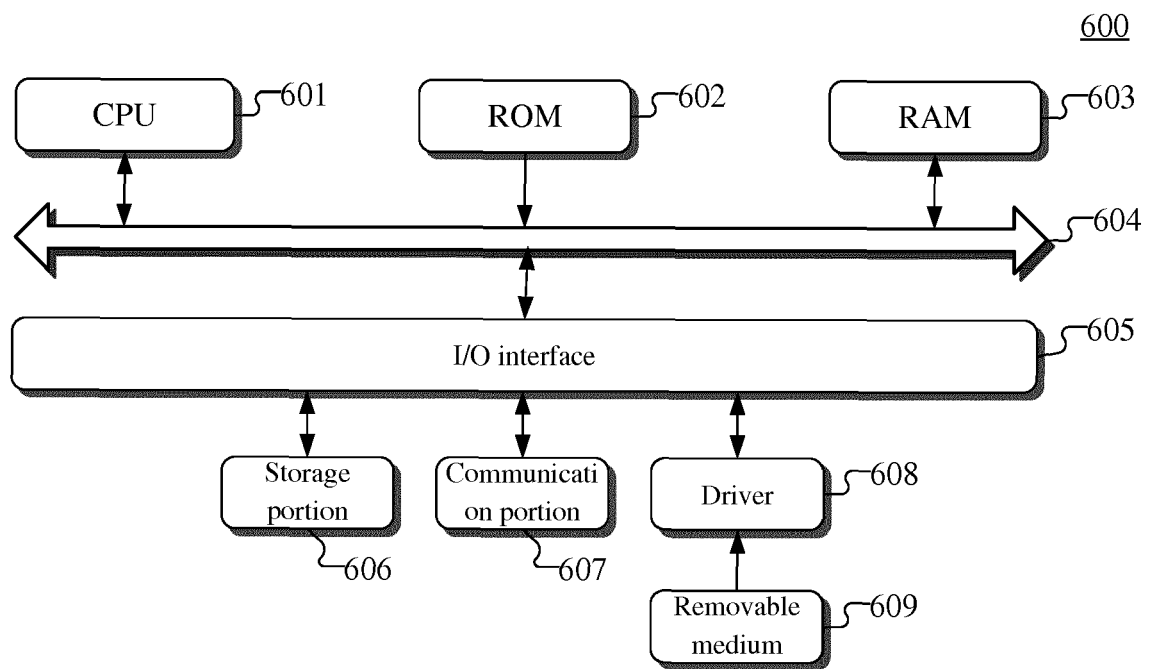 600
CPU
601
ROM
602
RAM
603
604
I/O interface
605
Storage
portion
606
Communicati
on portion
607
Driver
608
Removable
medium
609